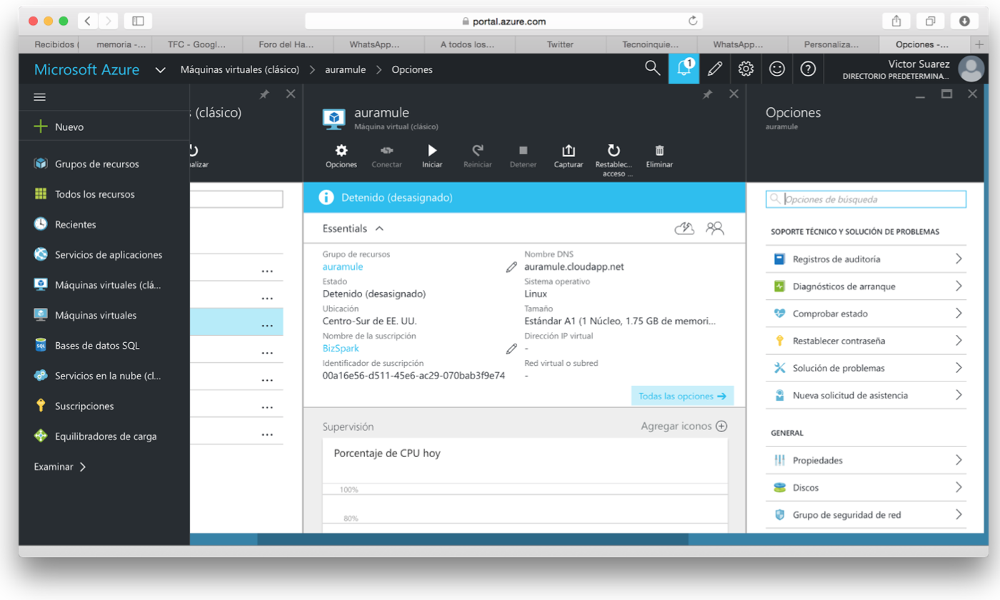 portal.azure.com
Recibidos (
memoria -...
TFC - Googl...
Foro del Ha...
WhatsApp...
A todos los...
Twitter
Tecnoinquie...
WhatsApp...
Personaliza...
Opciones -...
Microsoft Azure
Máquinas virtuales (clásico) > auramule > Opciones
1
Victor Suarez
DIRECTORIO PREDETERMINA...
Nuevo
Grupos de recursos
Todos los recursos
Recientes
Servicios de aplicaciones
Máquinas virtuales (clá...
Máquinas virtuales
Bases de datos SQL
Servicios en la nube (cl...
Suscripciones
Equilibradores de carga
Examinar >
(clásico)
alizar
auramule
Máquina virtual (clásico)
Opciones
Conectar
Iniciar
Reiniciar
Detener
Capturar
Restablec...
acceso ...
Eliminar
Detenido (desasignado)
Essentials
Grupo de recursos
auramule
Estado
Detenido (desasignado)
Ubicación
Centro-Sur de EE. UU.
Nombre de la suscripción
BizSpark
Identificador de suscripción
00a16e56-d511-45e6-ac29-070bab3f9e74
Nombre DNS
auramule.cloudapp.net
Sistema operativo
Linux
Tamaño
Estándar A1 (1 Núcleo, 1.75 GB de memori...
Dirección IP virtual
-
Red virtual o subred
-
Todas las opciones
Supervisión
Agregar iconos
Porcentaje de CPU hoy
100%
80%
Opciones
auramule
Opciones de búsqueda
SOPORTE TÉCNICO Y SOLUCIÓN DE PROBLEMAS
Registros de auditoría
Diagnósticos de arranque
Comprobar estado
Restablecer contraseña
Solución de problemas
Nueva solicitud de asistencia
GENERAL
Propiedades
Discos
Grupo de seguridad de red